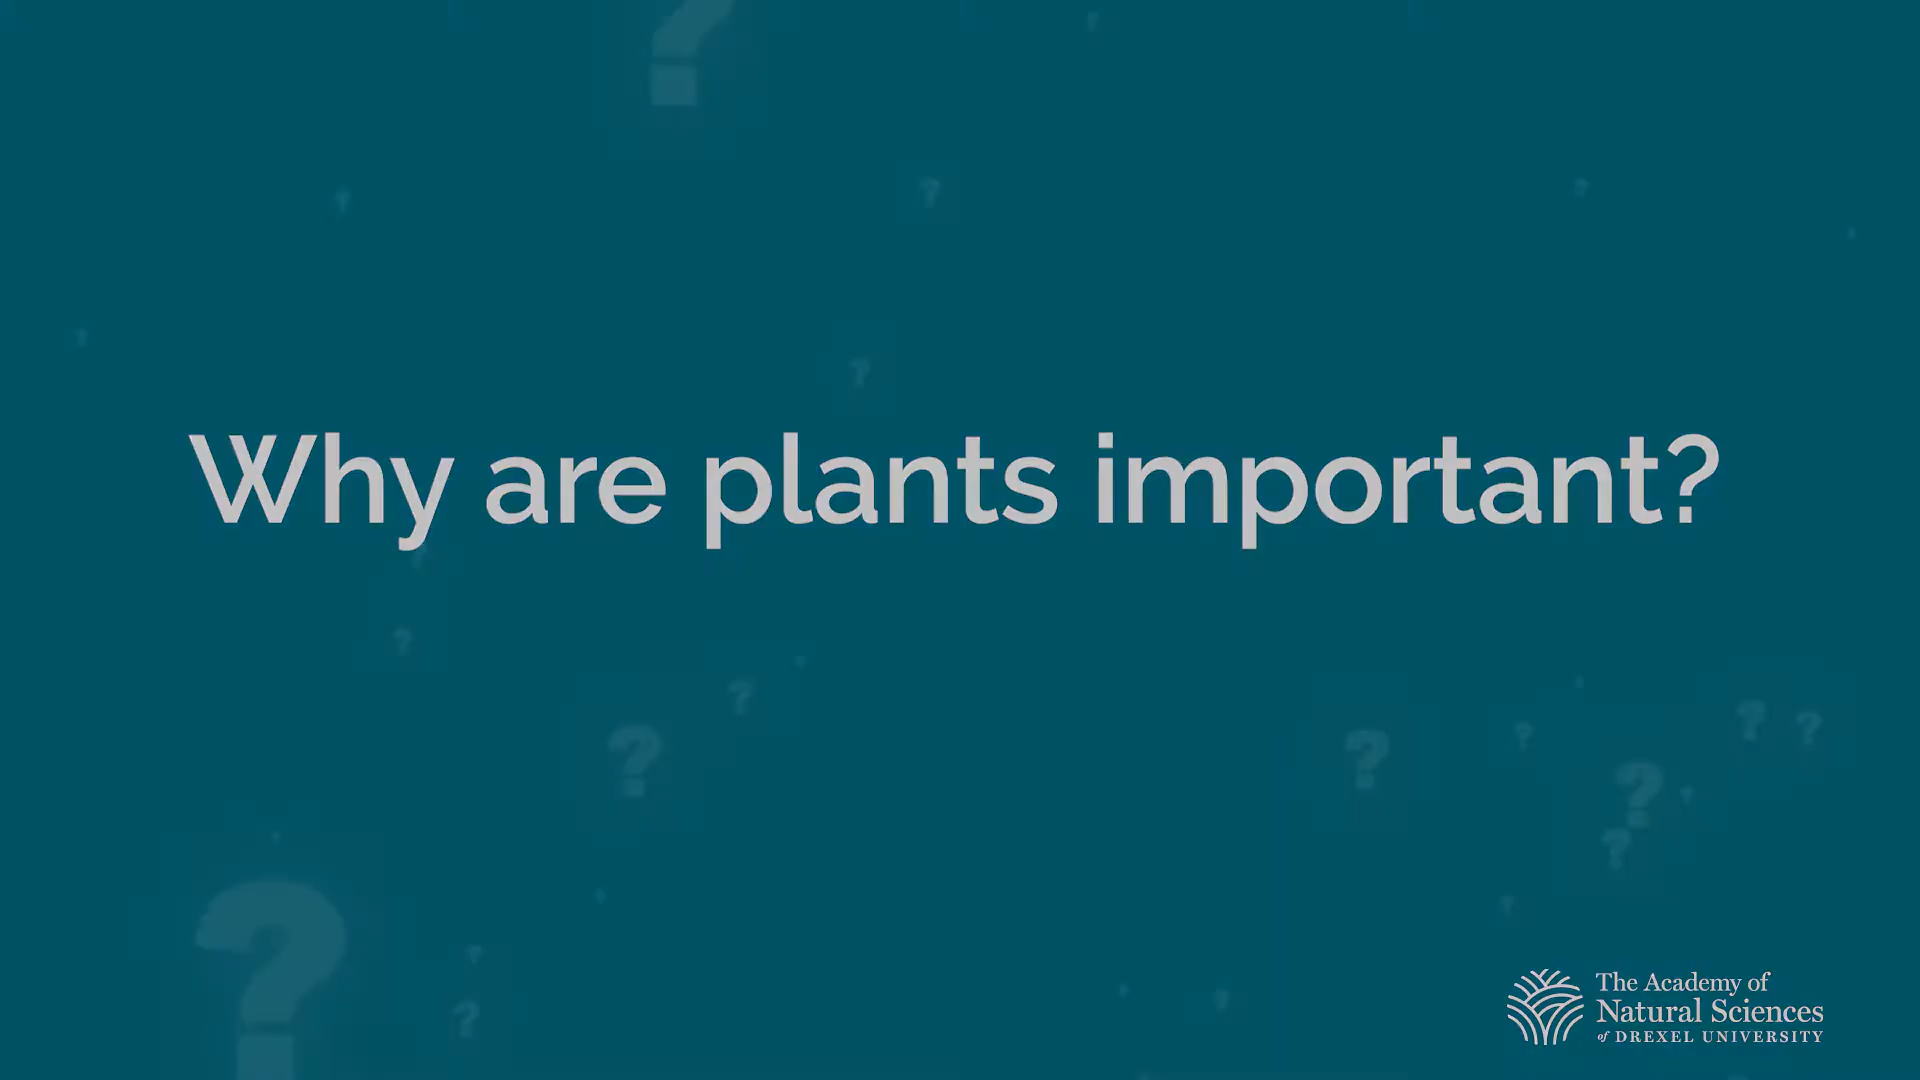 Why are plants important?
The Academy of
Natural Sciences
of DREXEL UNIVERSITY